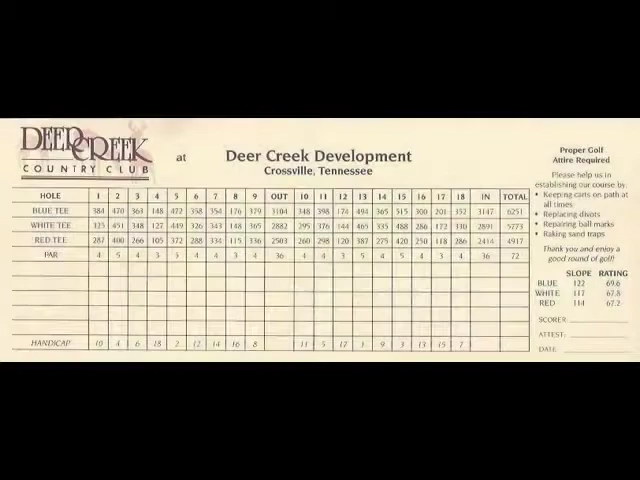 DEER CREEK
COUNTRY CLUB
at
Deer Creek Development
Crossville, Tennessee
HOLE 1 2 3 4 5 6 7 8 9 OUT 10 11 12 13 14 15 16 17 18 IN TOTAL
BLUE TEE 384 470 363 148 472 358 354 176 379 3104 348 398 174 494 365 515 300 201 352 3147 6251
WHITE TEE 325 451 348 127 449 326 343 148 365 2882 295 376 144 465 335 488 286 172 330 2891 5773
RED TEE 287 400 266 105 372 288 334 115 336 2503 260 298 120 387 275 420 250 118 286 2414 4917
PAR 4 5 4 3 5 4 4 3 4 36 4 4 3 5 4 5 4 3 4 36 72
HANDICAP 10 4 6 18 2 12 14 16 8 11 5 17 1 9 3 13 15 7
Proper Golf
Attire Required
Please help us in
establishing our course by:
• Keeping carts on path at
all times
• Replacing divots
• Repairing ball marks
• Raking sand traps
Thank you and enjoy a
good round of golf!
SLOPE RATING
BLUE 122 69.6
WHITE 117 67.8
RED 114 67.2
SCORER
ATTEST:
DATE